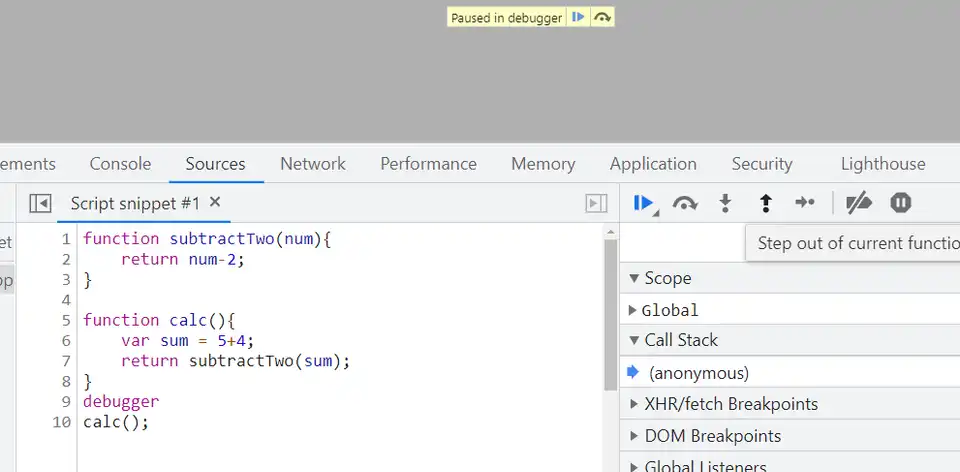 Paused in debugger
ements Console Sources Network Performance Memory Application Security Lighthouse
Script snippet #1 ×
et
op
1 function subtractTwo(num){
2     return num-2;
3 }
4
5 function calc(){
6     var sum = 5+4;
7     return subtractTwo(sum);
8 }
9 debugger
10 calc();
Step out of current functio
Scope
Global
Call Stack
(anonymous)
XHR/fetch Breakpoints
DOM Breakpoints
Global Listeners